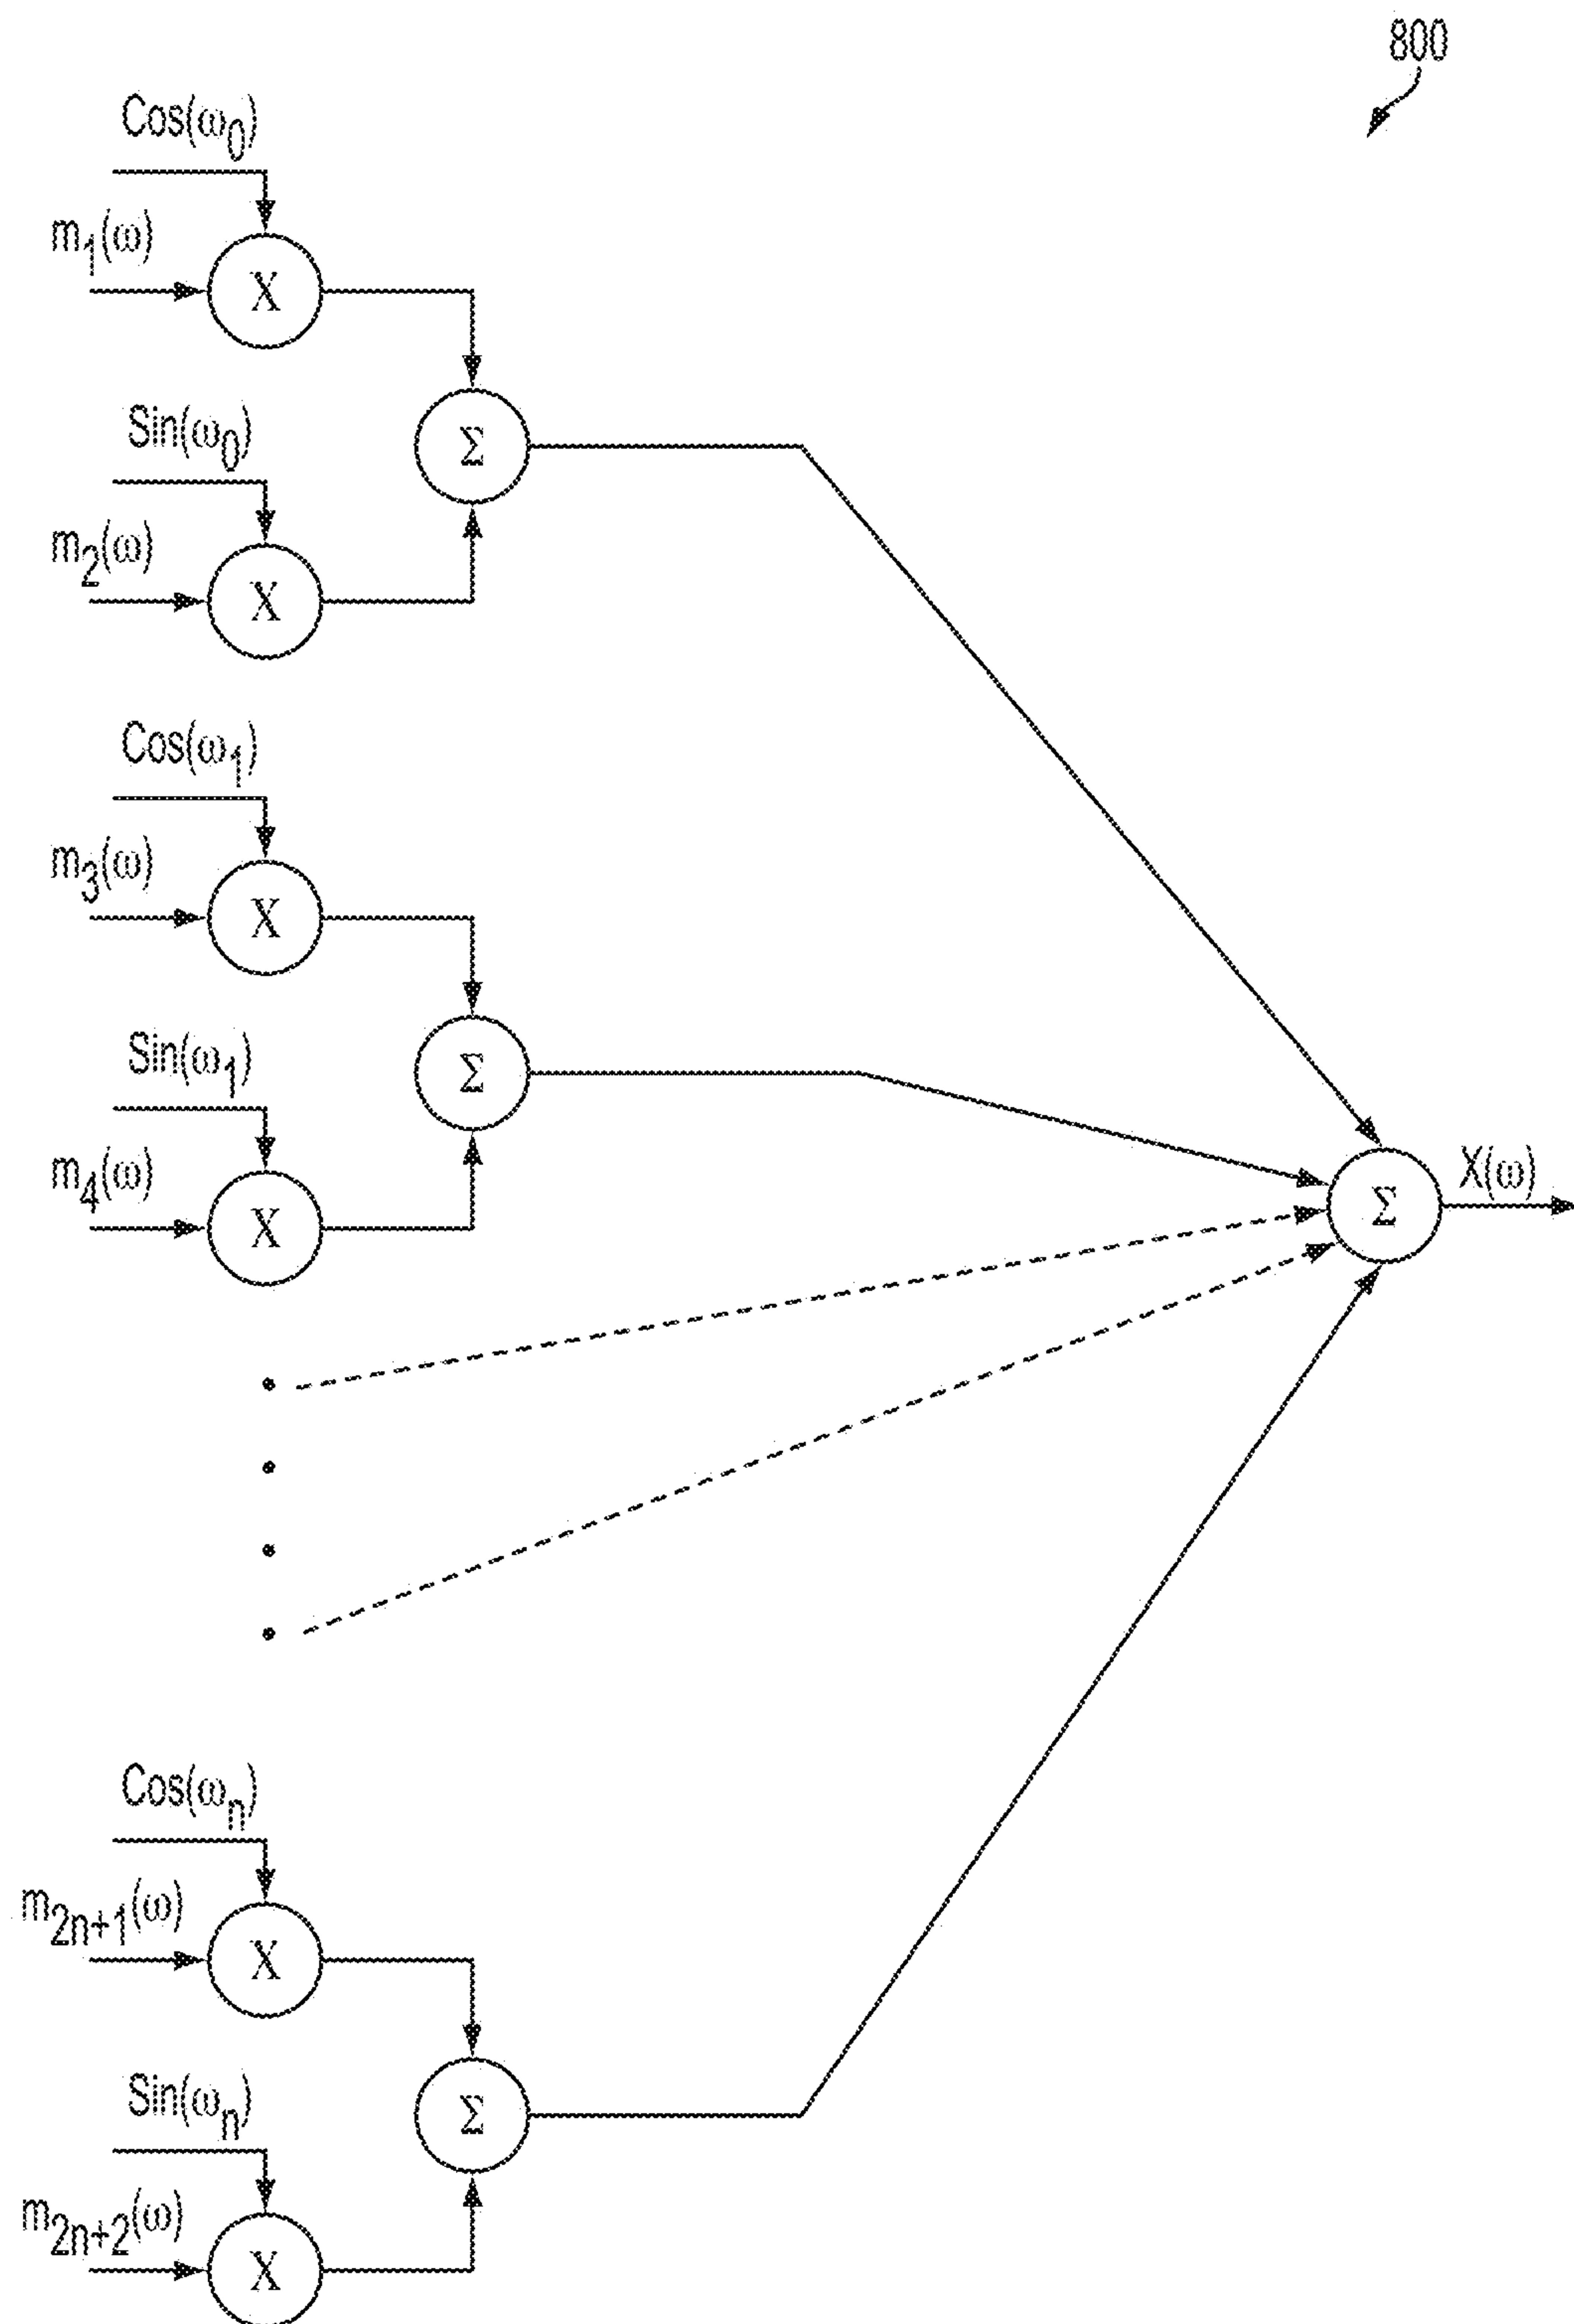 800
Cos(ω₀)
m₁(ω)
X
Σ
Sin(ω₀)
m₂(ω)
X
Cos(ω₁)
m₃(ω)
X
Σ
Sin(ω₁)
m₄(ω)
X
Σ
X(ω)
Cos(ωₙ)
m₂ₙ₊₁(ω)
X
Σ
Sin(ωₙ)
m₂ₙ₊₂(ω)
X